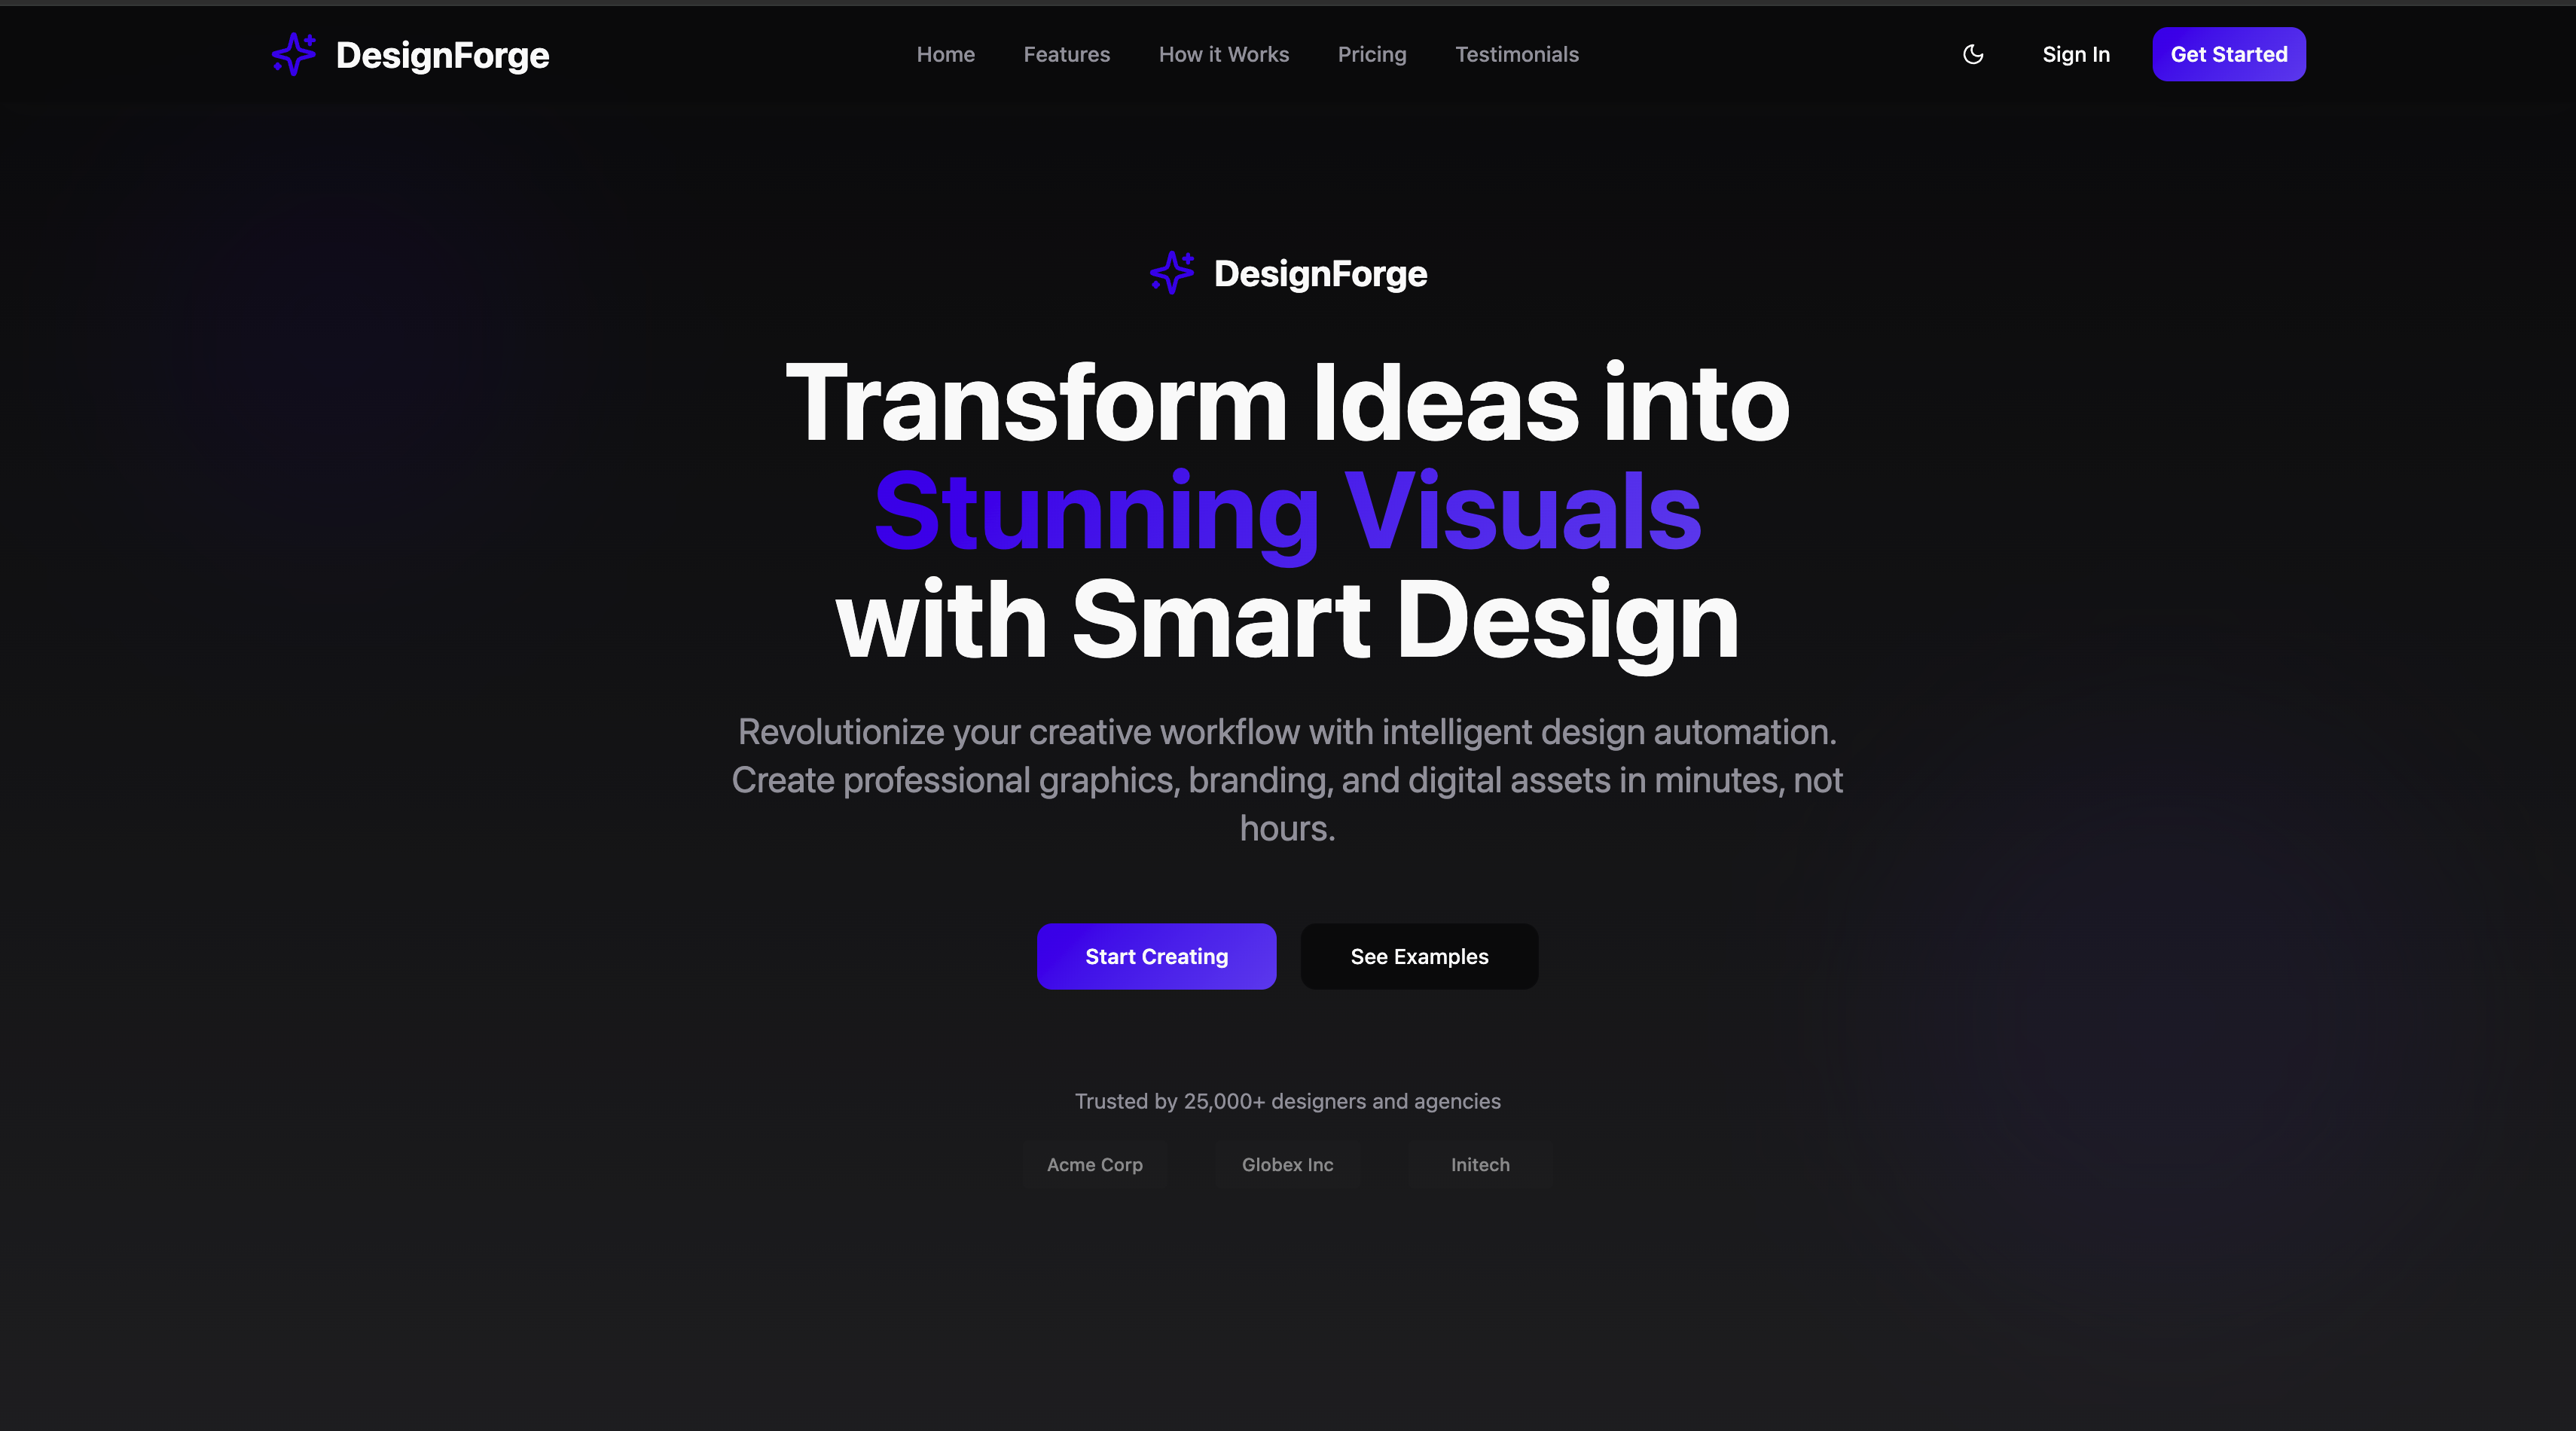 DesignForge
Home
Features
How it Works
Pricing
Testimonials
Sign In
Get Started
DesignForge
Transform Ideas into
Stunning Visuals
with Smart Design
Revolutionize your creative workflow with intelligent design automation.
Create professional graphics, branding, and digital assets in minutes, not
hours.
Start Creating
See Examples
Trusted by 25,000+ designers and agencies
Acme Corp
Globex Inc
Initech